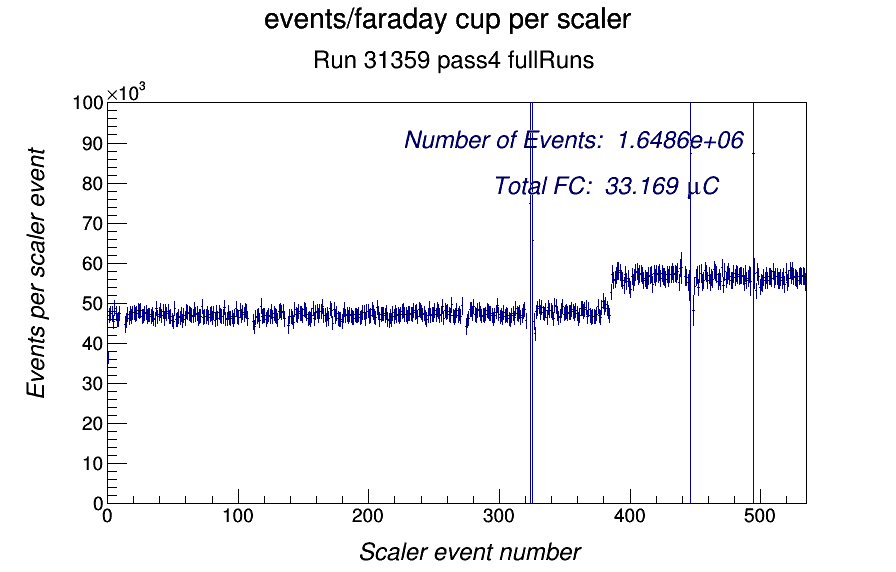 events/faraday cup per scaler
Run 31359 pass4 fullRuns
×10³
100
90
80
70
60
50
40
30
20
10
0
Events per scaler event
Number of Events: 1.6486e+06
Total FC: 33.169 μC
0 100 200 300 400 500
Scaler event number